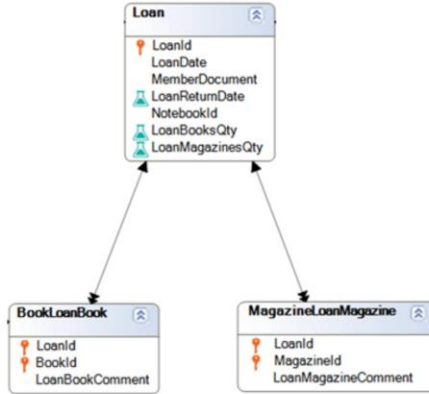 Loan
LoanId
LoanDate
MemberDocument
LoanReturnDate
NotebookId
LoanBooksQty
LoanMagazinesQty
BookLoanBook
LoanId
BookId
LoanBookComment
MagazineLoanMagazine
LoanId
MagazineId
LoanMagazineComment